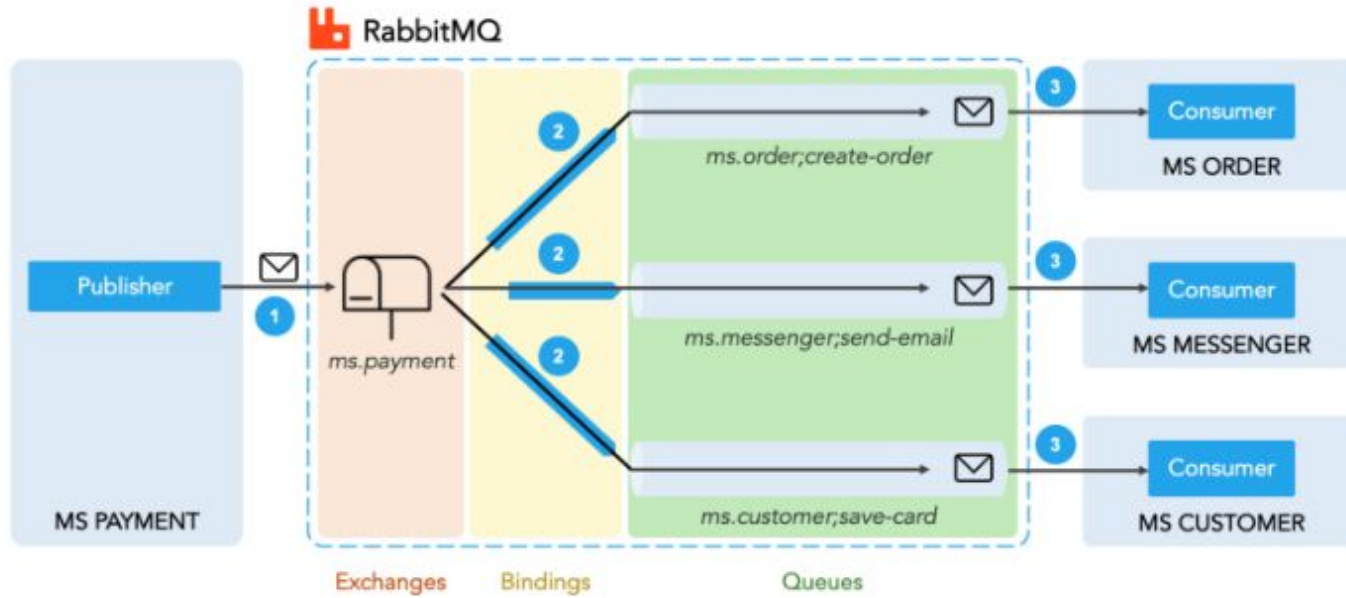 RabbitMQ
Publisher
MS PAYMENT
1
ms.payment
2
2
2
ms.order;create-order
ms.messenger;send-email
ms.customer;save-card
3
Consumer
MS ORDER
3
Consumer
MS MESSENGER
3
Consumer
MS CUSTOMER
Exchanges
Bindings
Queues